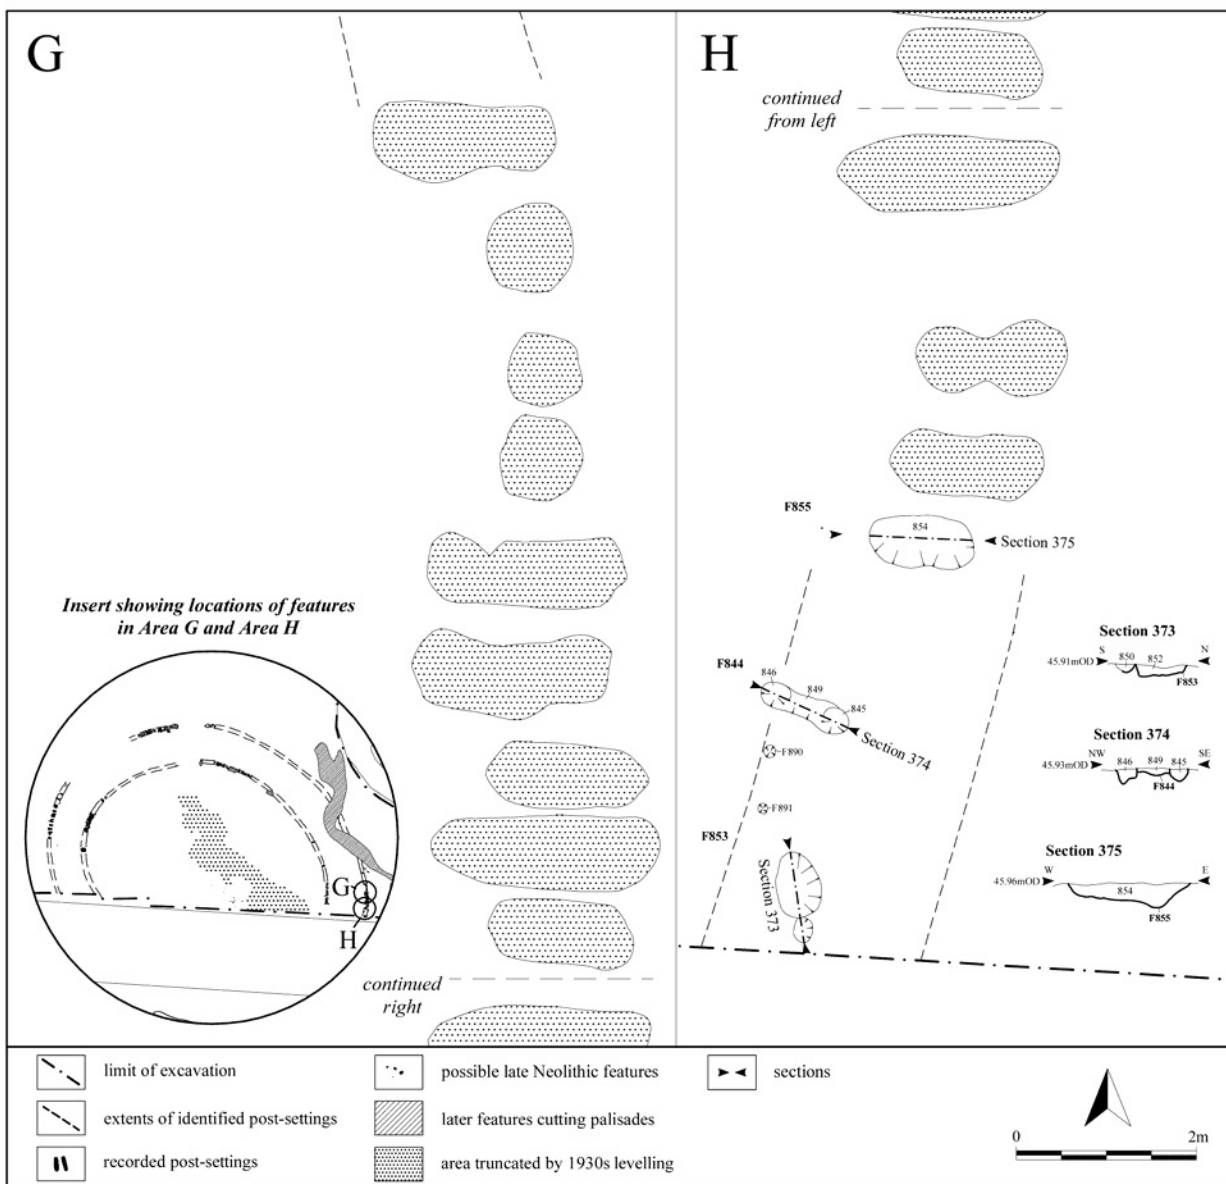 G
Insert showing locations of features
in Area G and Area H
G
H
continued
right
H
continued
from left
F855
854
Section 375
F844
846
849
845
Section 374
F890
F891
F853
Section 373
Section 373
S
N
45.91mOD
850
852
F853
Section 374
NW
SE
45.93mOD
846
849
845
F844
Section 375
W
E
45.96mOD
854
F855
limit of excavation
extents of identified post-settings
recorded post-settings
possible late Neolithic features
later features cutting palisades
area truncated by 1930s levelling
sections
0
2m